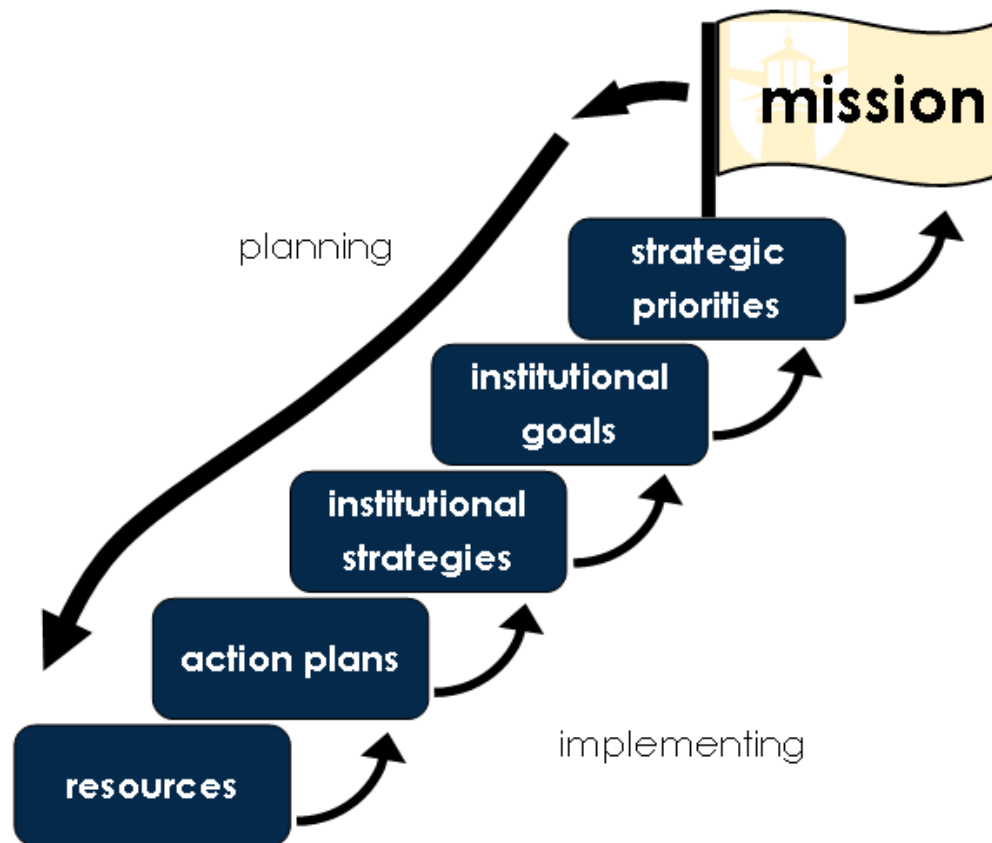 mission
planning
strategic
priorities
institutional
goals
institutional
strategies
action plans
implementing
resources